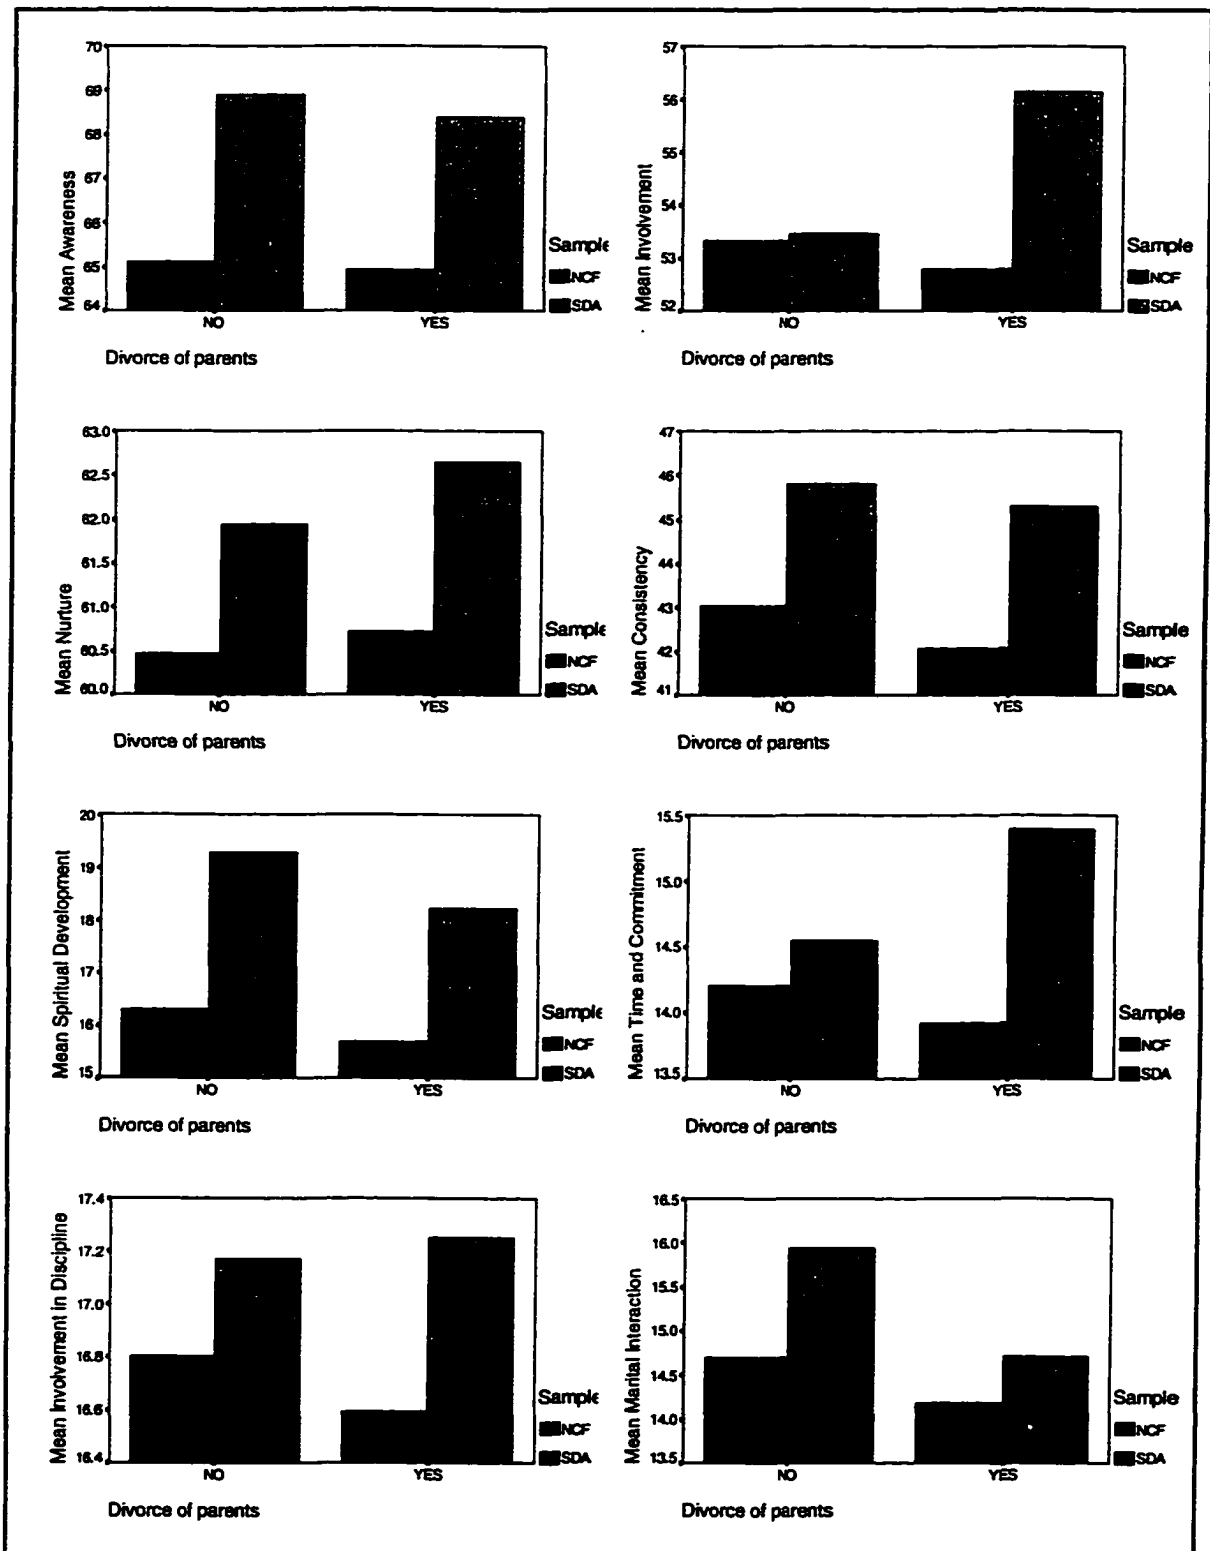 Mean Awareness
70
69
68
67
66
65
64
NO
YES
Divorce of parents
Sample
NCF
SDA
Mean Involvement
57
56
55
54
53
52
NO
YES
Divorce of parents
Sample
NCF
SDA
Mean Nurture
63.0
62.5
62.0
61.5
61.0
60.5
60.0
NO
YES
Divorce of parents
Sample
NCF
SDA
Mean Consistency
47
46
45
44
43
42
41
NO
YES
Divorce of parents
Sample
NCF
SDA
Mean Spiritual Development
20
19
18
17
16
15
NO
YES
Divorce of parents
Sample
NCF
SDA
Mean Time and Commitment
15.5
15.0
14.5
14.0
13.5
NO
YES
Divorce of parents
Sample
NCF
SDA
Mean Involvement in Discipline
17.4
17.2
17.0
16.8
16.6
16.4
NO
YES
Divorce of parents
Sample
NCF
SDA
Mean Marital Interaction
16.5
16.0
15.5
15.0
14.5
14.0
13.5
NO
YES
Divorce of parents
Sample
NCF
SDA